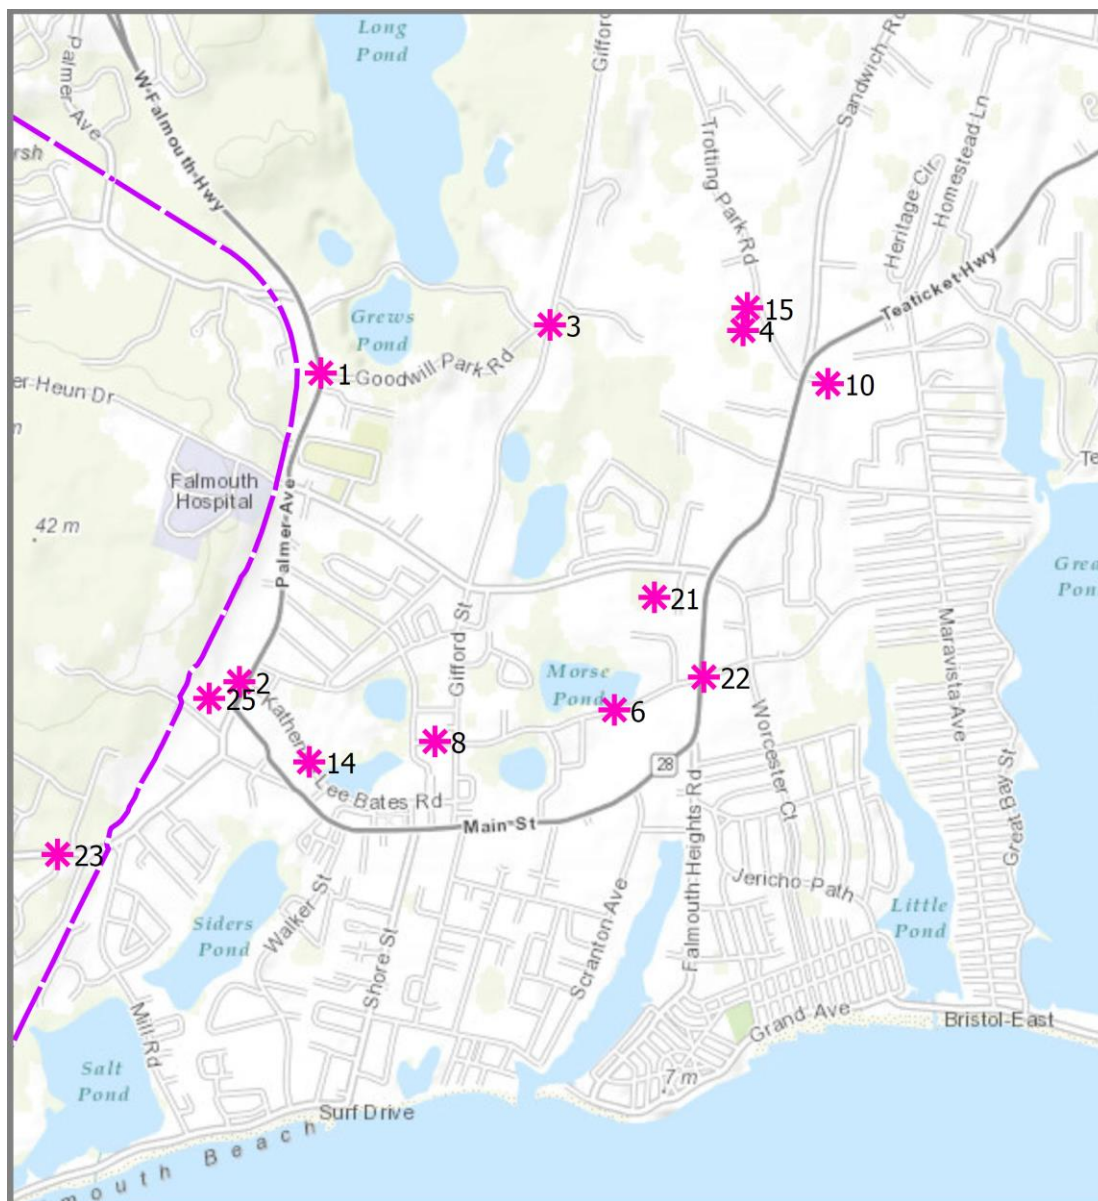 Long
Pond
Palmer Ave
W Falmouth Hwy
Gifford
Sandwich Rd
Trotting Park Rd
Homestead Ln
Heritage Cir
rsh
Teaticket Hwy
Grews
Pond
15
3
4
1
Goodwill Park Rd
10
er-Heun Dr
m
Falmouth
Hospital
Te
42 m
Palmer Ave
Grea
Pon
21
Gifford St
Maravista Ave
Morse
Pond
2
25
22
6
Katherine
Lee Bates Rd
Worcester Ct
8
14
28
Main St
Great Bay St
23
Falmouth Heights Rd
Jericho Path
Siders
Pond
Walker St
Scranton Ave
Little
Pond
Shore St
Mill Rd
Grand Ave
Bristol East
Salt
Pond
7 m
Surf Drive
mouth Beach